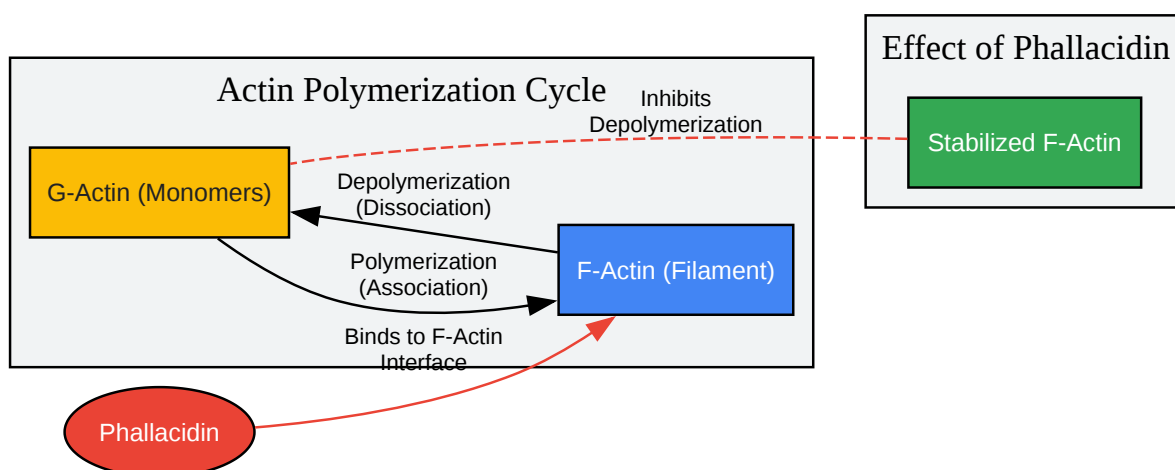 Effect of Phallacidin
Actin Polymerization Cycle
Inhibits
Depolymerization
Stabilized F-Actin
G-Actin (Monomers)
Depolymerization
(Dissociation)
Polymerization
(Association)
F-Actin (Filament)
Binds to F-Actin
Interface
Phallacidin